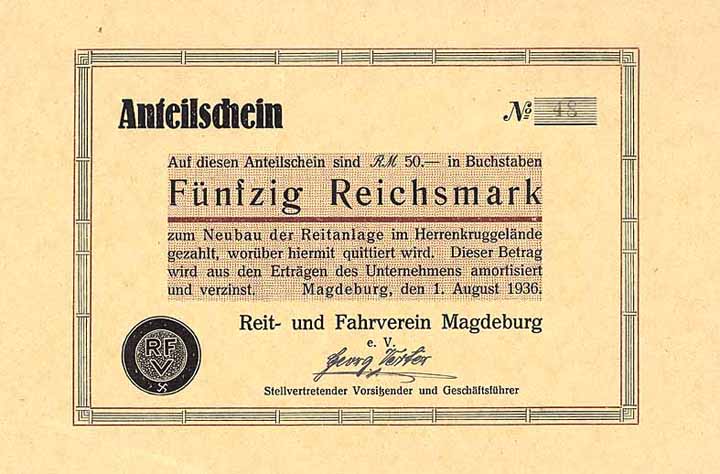 Anteilschein
No 48
Auf diesen Anteilschein sind RM 50.— in Buchstaben
Fünfzig Reichsmark
zum Neubau der Reitanlage im Herrenkruggelände
gezahlt, worüber hiermit quittiert wird. Dieser Betrag
wird aus den Erträgen des Unternehmens amortisiert
und verzinst. Magdeburg, den 1. August 1936.
Reit- und Fahrverein Magdeburg
e. V.
Georg
Stellvertretender Vorsitzender und Geschäftsführer
RF
V